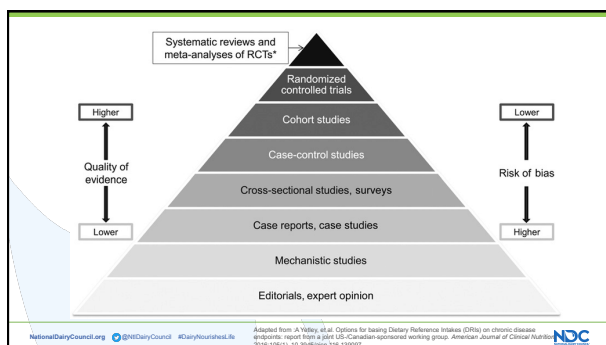 Systematic reviews and
meta-analyses of RCTs*
Randomized
controlled trials
Higher
Lower
Cohort studies
Case-control studies
Quality of
evidence
Risk of bias
Cross-sectional studies, surveys
Case reports, case studies
Lower
Higher
Mechanistic studies
Editorials, expert opinion
Adapted from :A Yetley, et.al. Options for basing Dietary Reference Intakes (DRIs) on chronic disease
NationalDairyCouncil.org @NtlDairyCouncil #DairyNourishesLife
endpoints: report from a joint US-/Canadian-sponsored working group. American Journal of Clinical Nutrition
NDC